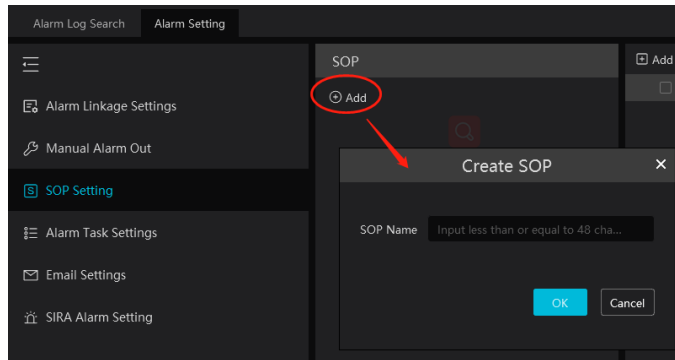 Alarm Log Search Alarm Setting
SOP
Add
Add
Alarm Linkage Settings
Manual Alarm Out
Create SOP
S SOP Setting
SOP Name Input less than or equal to 48 cha...
Alarm Task Settings
Email Settings
OK Cancel
SIRA Alarm Setting